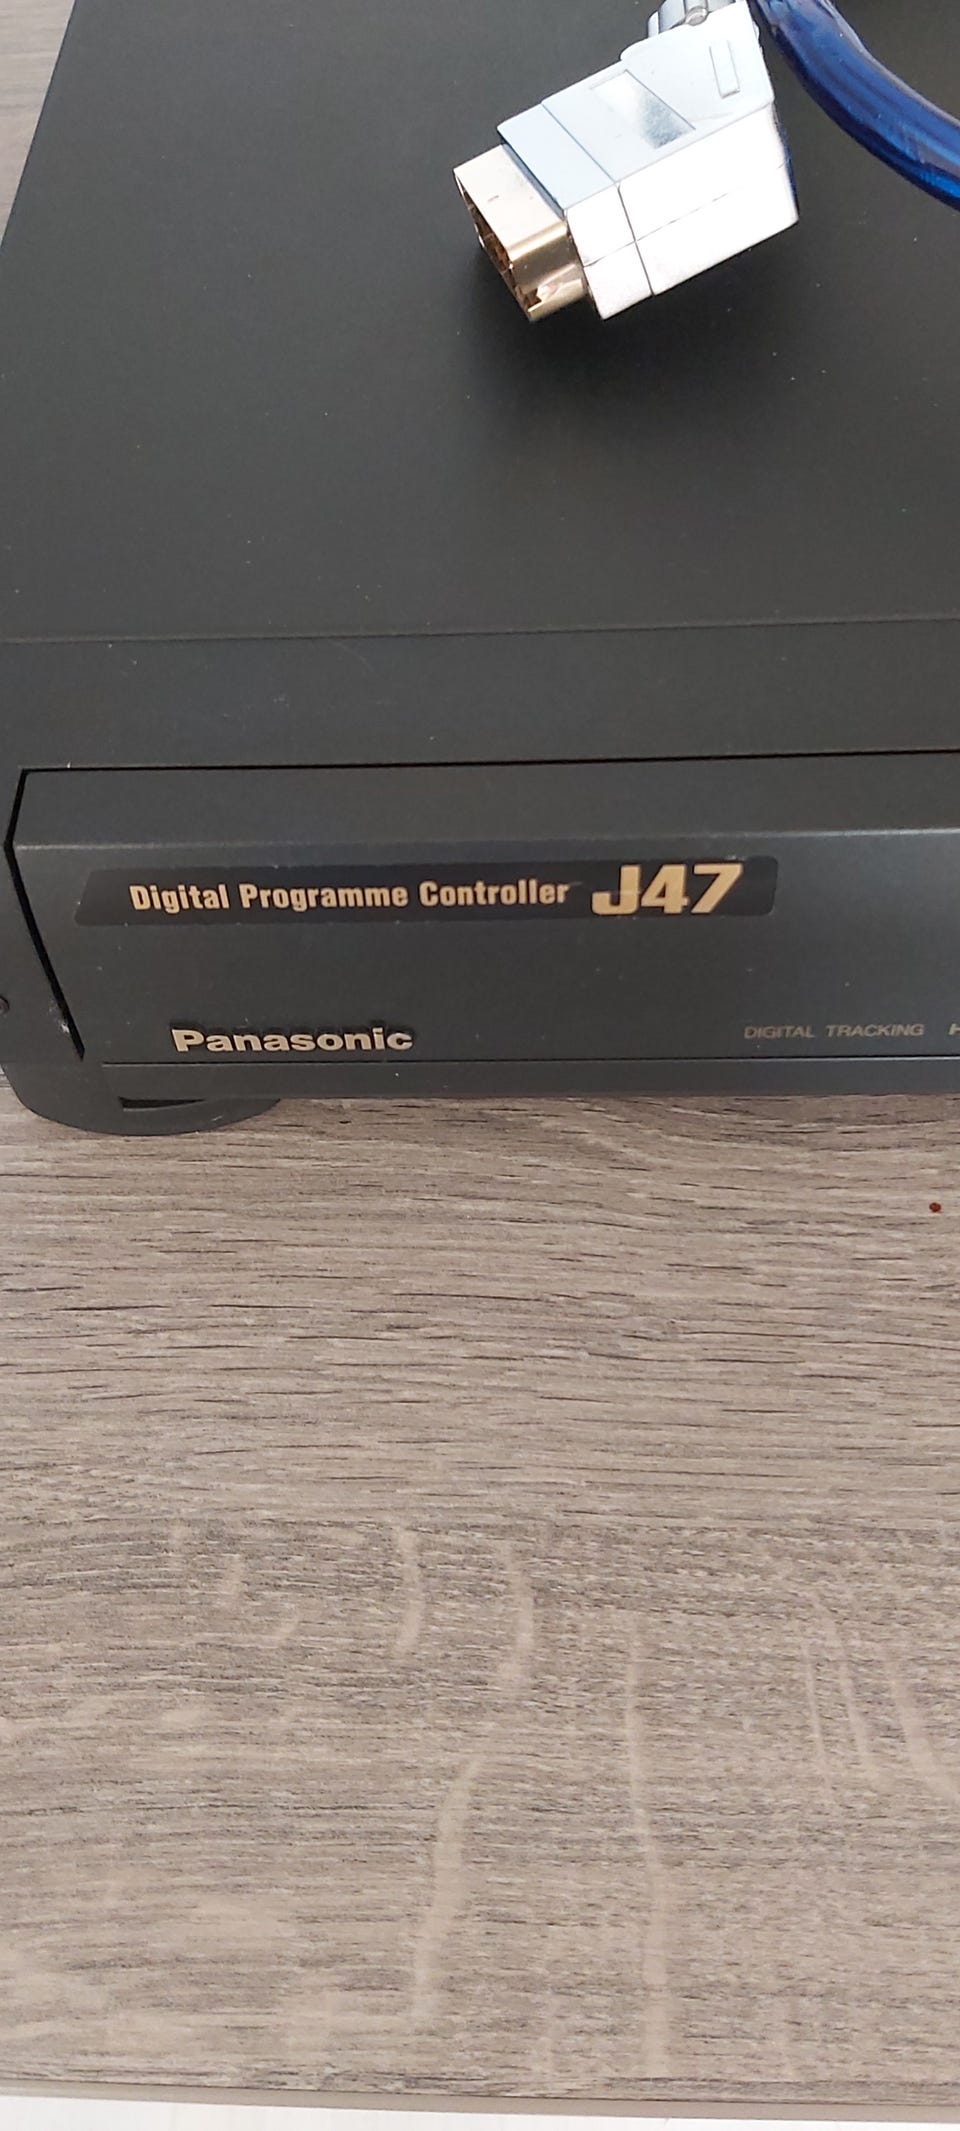 Digital Programme Controller J47
Panasonic
DIGITAL TRACKING